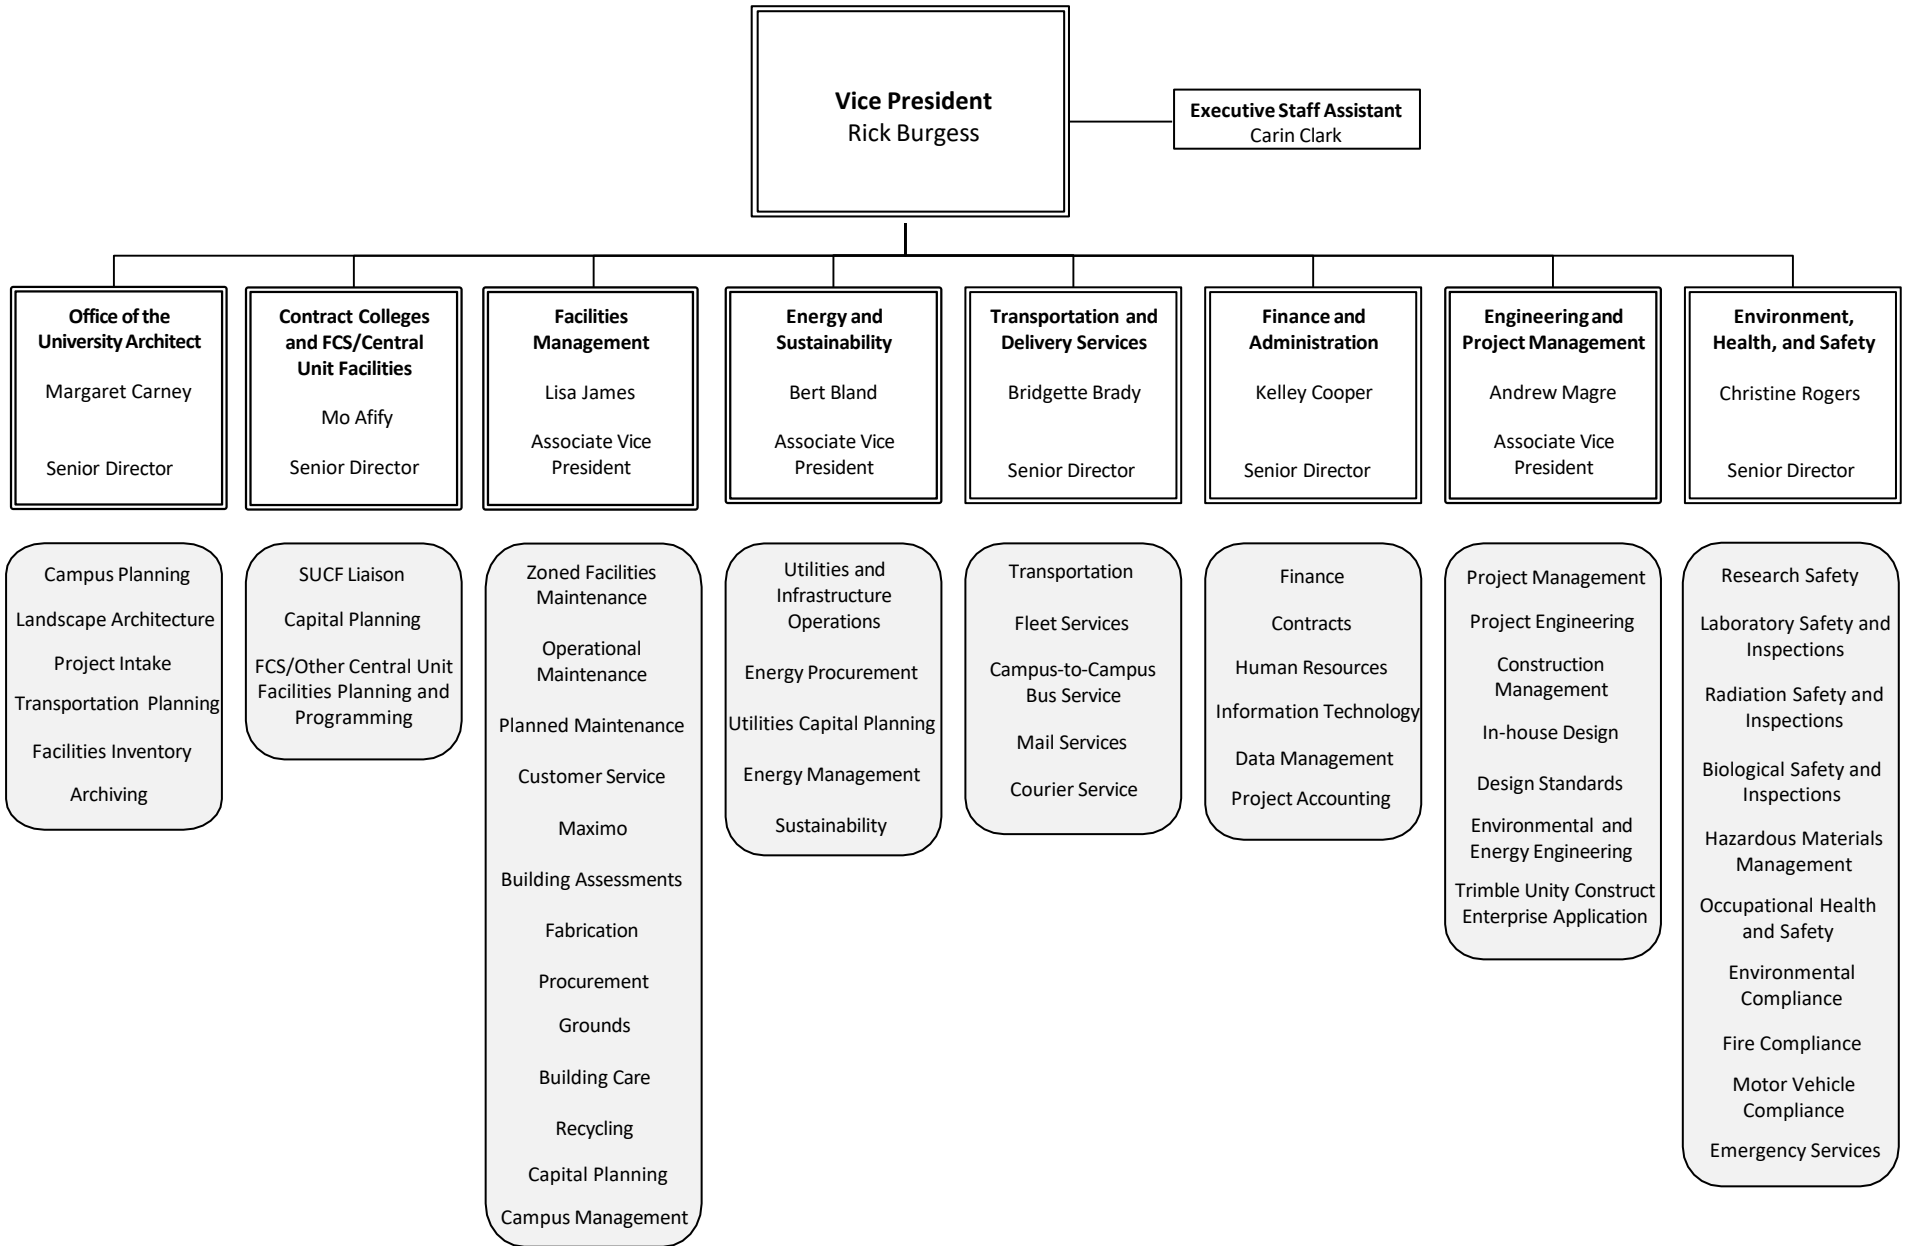 Vice President
Rick Burgess
Executive Staff Assistant
Carin Clark
Office of the
University Architect
Margaret Carney
Senior Director
Contract Colleges
and FCS/Central
Unit Facilities
Mo Afify
Senior Director
Facilities
Management
Lisa James
Associate Vice
President
Energy and
Sustainability
Bert Bland
Associate Vice
President
Transportation and
Delivery Services
Bridgette Brady
Senior Director
Finance and
Administration
Kelley Cooper
Senior Director
Engineering and
Project Management
Andrew Magre
Associate Vice
President
Environment,
Health, and Safety
Christine Rogers
Senior Director
Campus Planning
Landscape Architecture
Project Intake
Transportation Planning
Facilities Inventory
Archiving
SUCF Liaison
Capital Planning
FCS/Other Central Unit
Facilities Planning and
Programming
Zoned Facilities
Maintenance
Operational
Maintenance
Planned Maintenance
Customer Service
Maximo
Building Assessments
Fabrication
Procurement
Grounds
Building Care
Recycling
Capital Planning
Campus Management
Utilities and
Infrastructure
Operations
Energy Procurement
Utilities Capital Planning
Energy Management
Sustainability
Transportation
Fleet Services
Campus-to-Campus
Bus Service
Mail Services
Courier Service
Finance
Contracts
Human Resources
Information Technology
Data Management
Project Accounting
Project Management
Project Engineering
Construction
Management
In-house Design
Design Standards
Environmental and
Energy Engineering
Trimble Unity Construct
Enterprise Application
Research Safety
Laboratory Safety and
Inspections
Radiation Safety and
Inspections
Biological Safety and
Inspections
Hazardous Materials
Management
Occupational Health
and Safety
Environmental
Compliance
Fire Compliance
Motor Vehicle
Compliance
Emergency Services